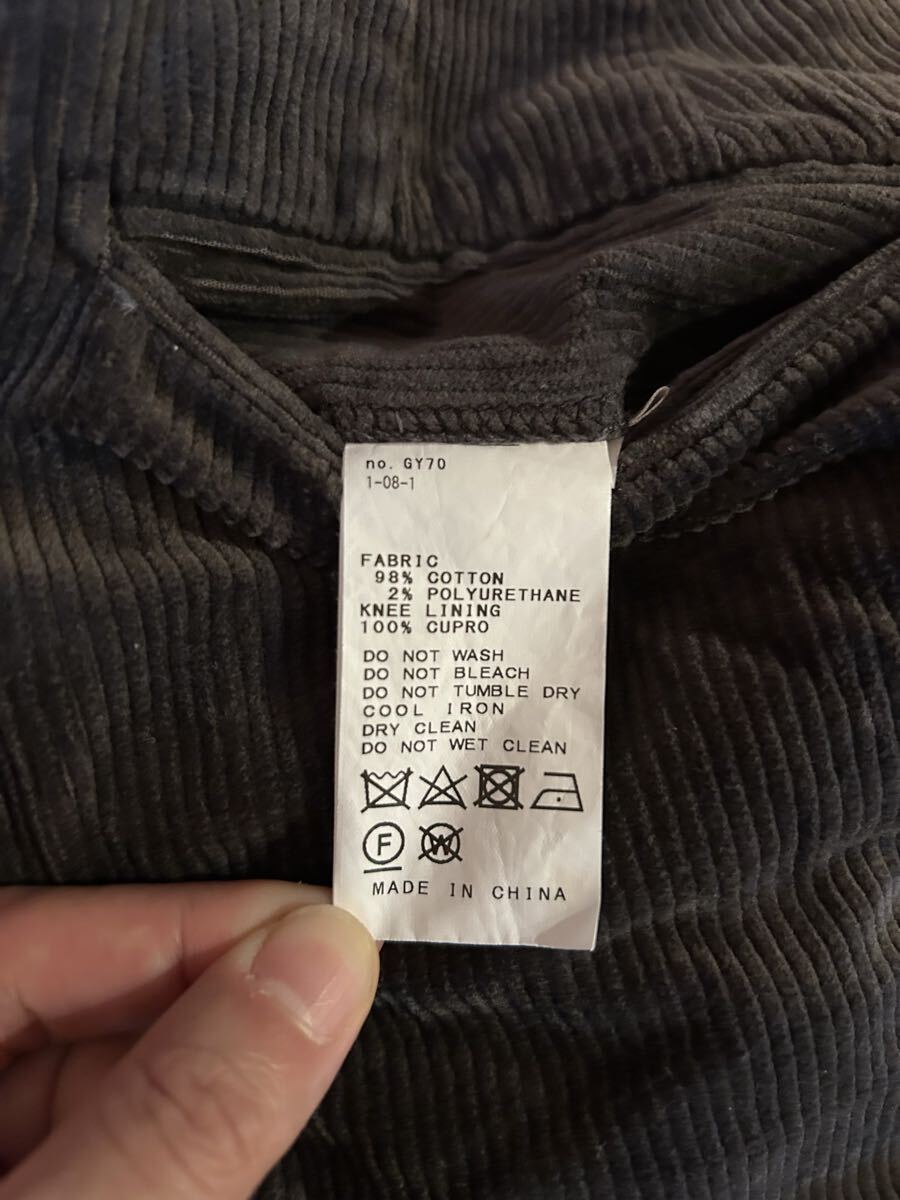 no. GY70
1-08-1
FABRIC
98% COTTON
2% POLYURETHANE
KNEE LINING
100% CUPRO
DO NOT WASH
DO NOT BLEACH
DO NOT TUMBLE DRY
COOL IRON
DRY CLEAN
DO NOT WET CLEAN
F W
MADE IN CHINA